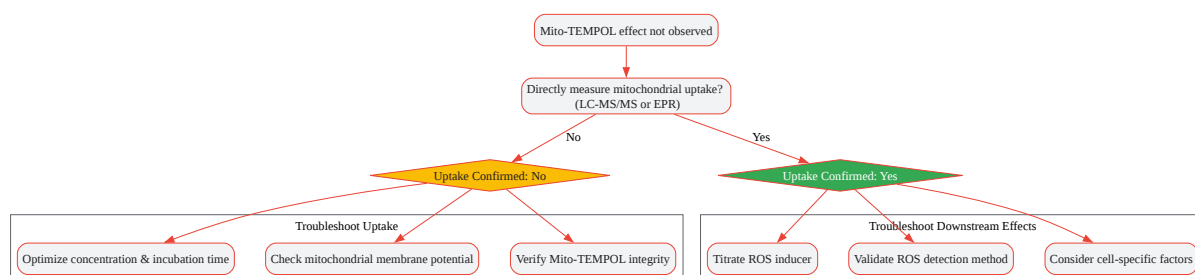 Mito-TEMPOL effect not observed
Directly measure mitochondrial uptake?
(LC-MS/MS or EPR)
No
Yes
Uptake Confirmed: No
Uptake Confirmed: Yes
Troubleshoot Uptake
Troubleshoot Downstream Effects
Optimize concentration & incubation time
Check mitochondrial membrane potential
Verify Mito-TEMPOL integrity
Titrate ROS inducer
Validate ROS detection method
Consider cell-specific factors